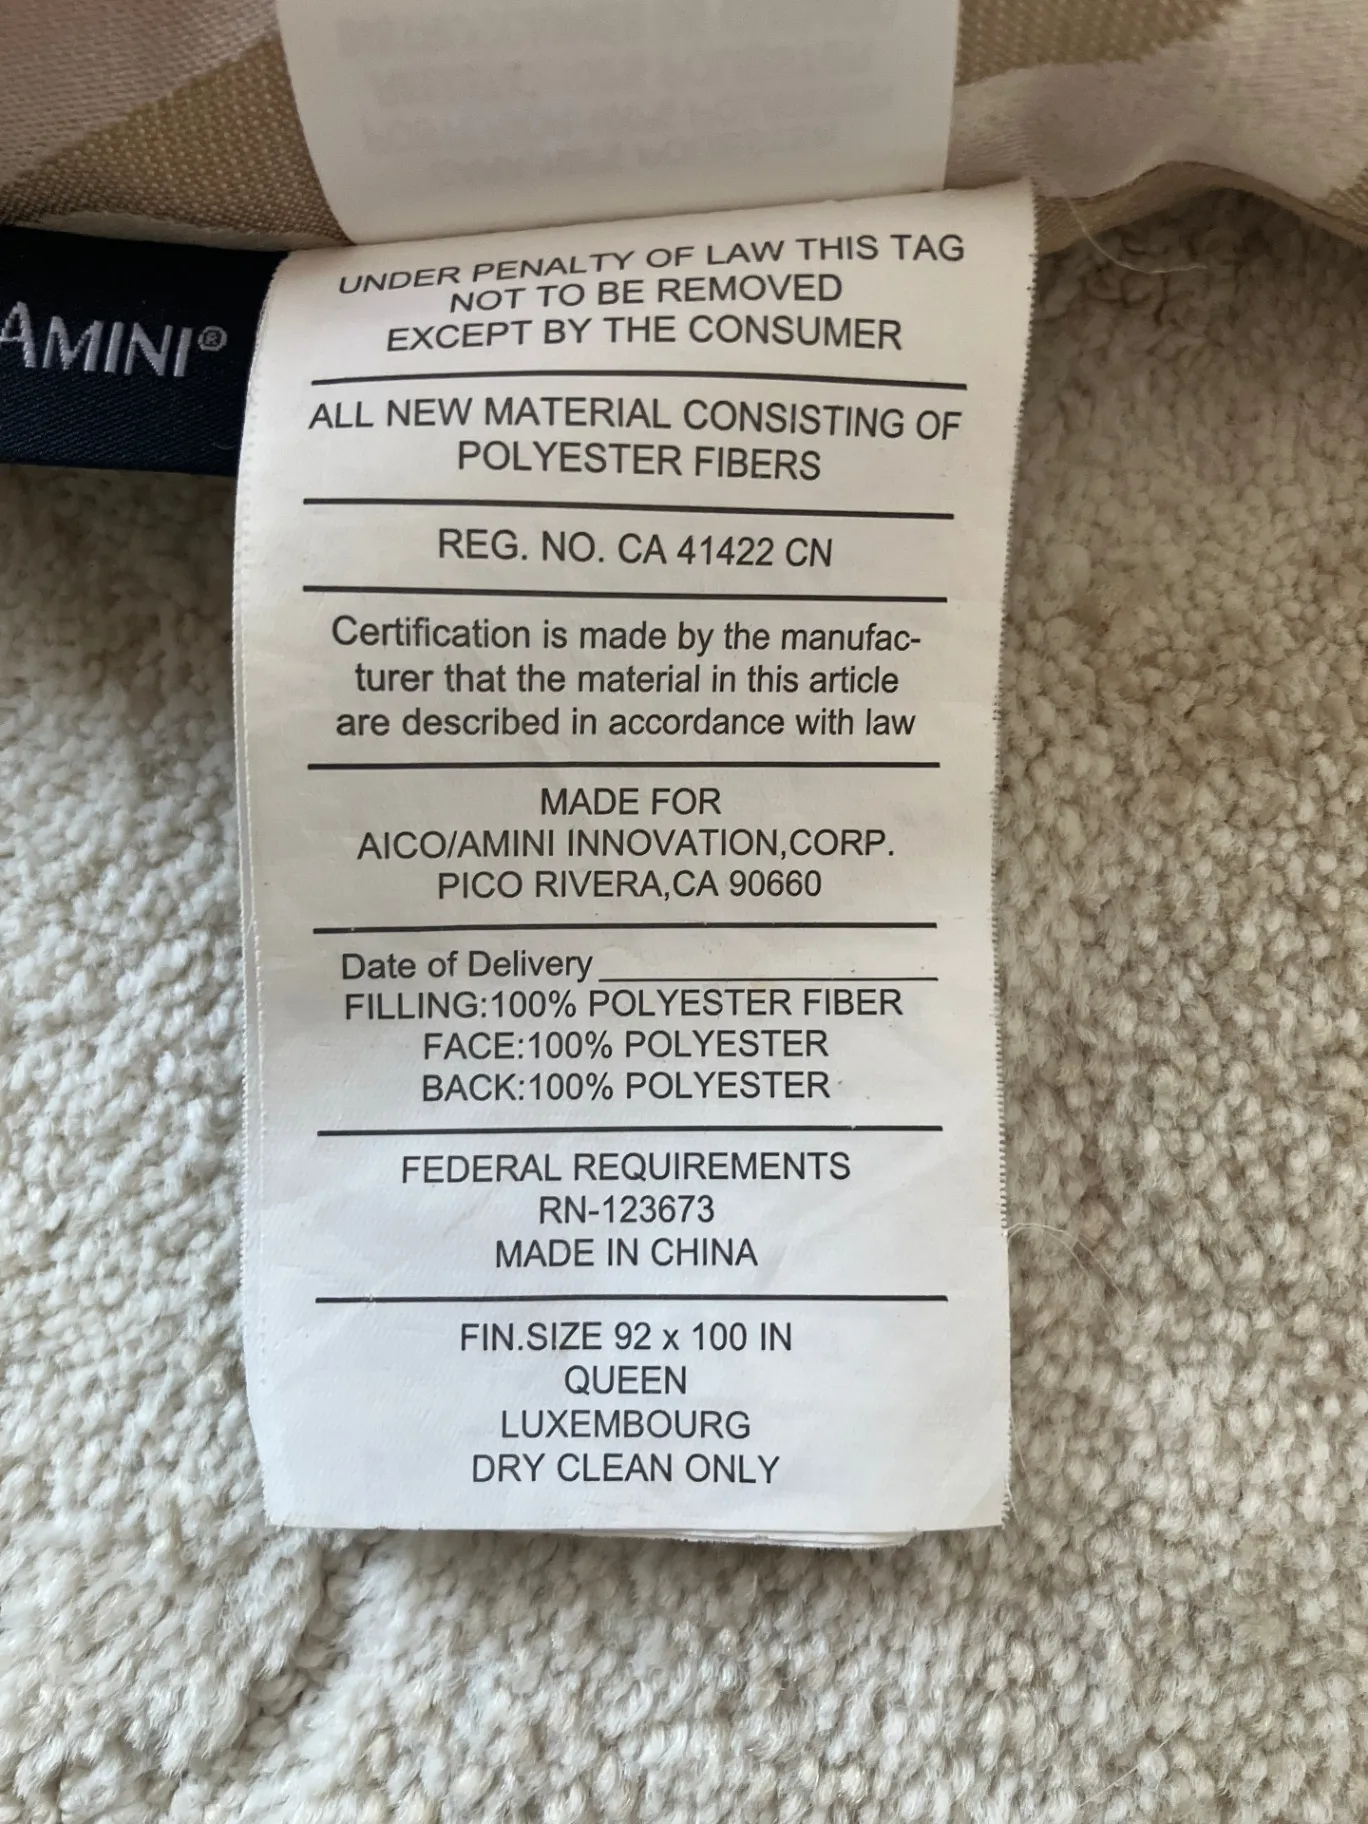 UNDER PENALTY OF LAW THIS TAG
NOT TO BE REMOVED
EXCEPT BY THE CONSUMER
AMINI®
ALL NEW MATERIAL CONSISTING OF
POLYESTER FIBERS
REG. NO. CA 41422 CN
Certification is made by the manufac-
turer that the material in this article
are described in accordance with law
MADE FOR
AICO/AMINI INNOVATION,CORP.
PICO RIVERA,CA 90660
Date of Delivery
FILLING:100% POLYESTER FIBER
FACE:100% POLYESTER
BACK:100% POLYESTER
FEDERAL REQUIREMENTS
RN-123673
MADE IN CHINA
FIN.SIZE 92 x 100 IN
QUEEN
LUXEMBOURG
DRY CLEAN ONLY